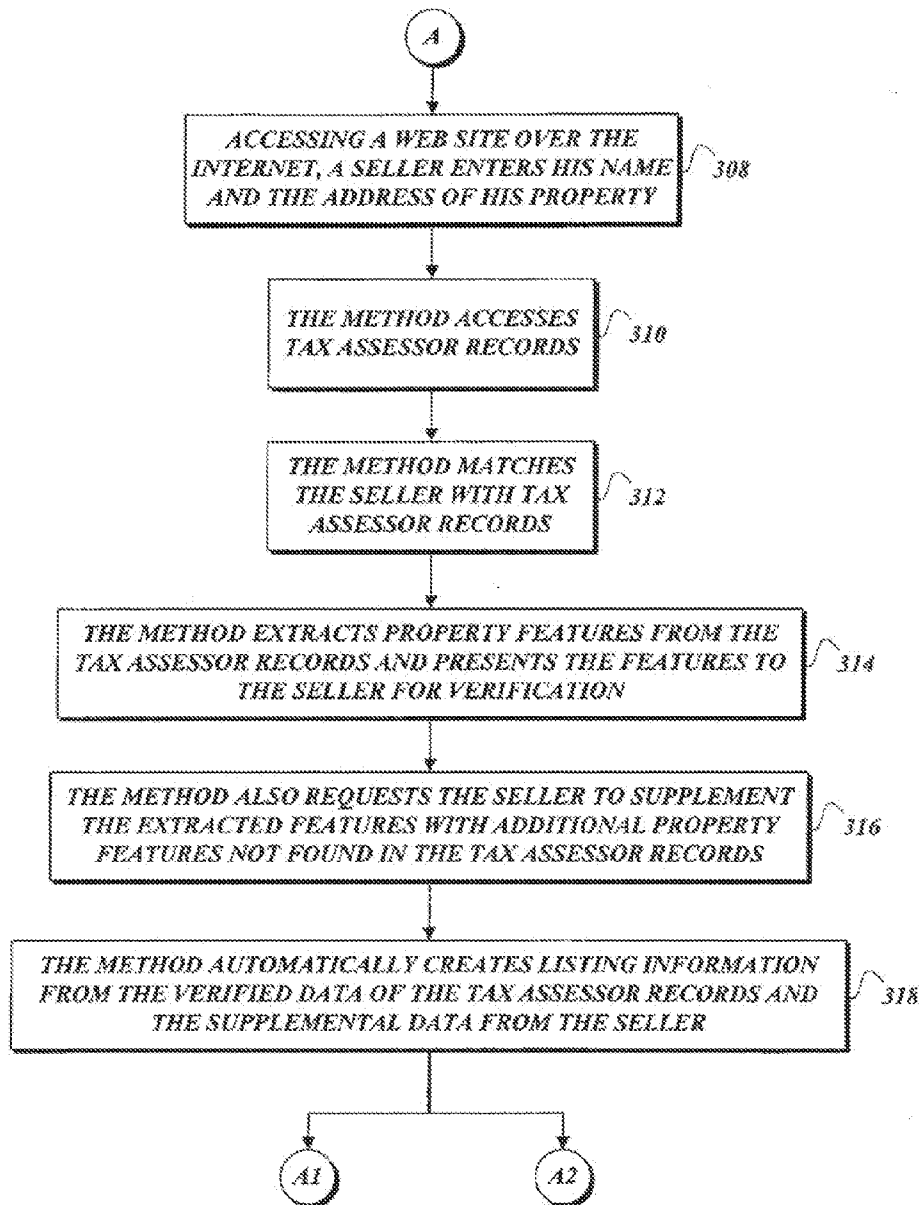 A
ACCESSING A WEB SITE OVER THE
INTERNET, A SELLER ENTERS HIS NAME
AND THE ADDRESS OF HIS PROPERTY
308
THE METHOD ACCESSES
TAX ASSESSOR RECORDS
310
THE METHOD MATCHES
THE SELLER WITH TAX
ASSESSOR RECORDS
312
THE METHOD EXTRACTS PROPERTY FEATURES FROM THE
TAX ASSESSOR RECORDS AND PRESENTS THE FEATURES TO
THE SELLER FOR VERIFICATION
314
THE METHOD ALSO REQUESTS THE SELLER TO SUPPLEMENT
THE EXTRACTED FEATURES WITH ADDITIONAL PROPERTY
FEATURES NOT FOUND IN THE TAX ASSESSOR RECORDS
316
THE METHOD AUTOMATICALLY CREATES LISTING INFORMATION
FROM THE VERIFIED DATA OF THE TAX ASSESSOR RECORDS AND
THE SUPPLEMENTAL DATA FROM THE SELLER
318
A1
A2